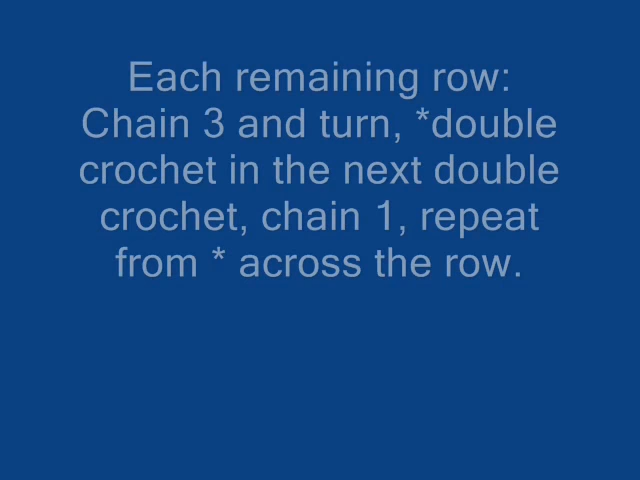 Each remaining row:
Chain 3 and turn, *double
crochet in the next double
crochet, chain 1, repeat
from * across the row.